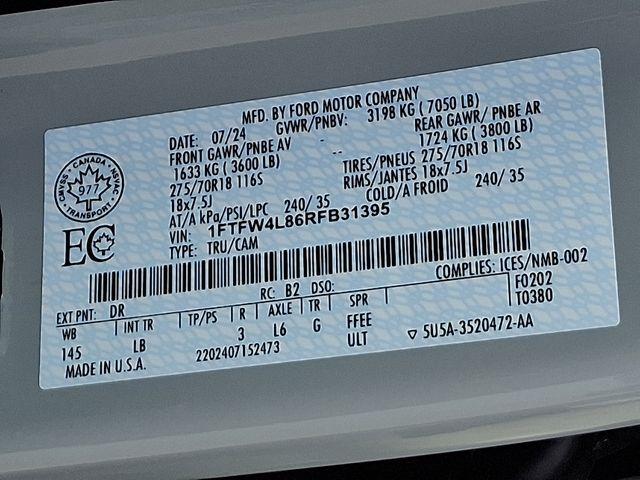 MFD. BY FORD MOTOR COMPANY
DATE: 07/24 GVWR/PNBV: 3198 KG ( 7050 LB)
FRONT GAWR/PNBE AV - REAR GAWR/ PNBE AR
1633 KG ( 3600 LB) - 1724 KG ( 3800 LB)
275/70R18 116S TIRES/PNEUS 275/70R18 116S
18x7.5J RIMS/JANTES 18x7.5J
AT/A kPa/PSI/LPC 240/ 35 COLD/A FROID 240/ 35
VIN: 1FTFW4L86RFB31395
TYPE: TRU/CAM
CANADA
CMVSS NSVAC
977
TRANSPORT
EC
COMPLIES: ICES/NMB-002
EXT PNT: DR RC: B2 DSO: F0202
WB INT TR TP/PS R AXLE TR SPR T0380
145 LB 3 L6 G FFEE
ULT
MADE IN U.S.A. 2202407152473 ▽ 5U5A-3520472-AA